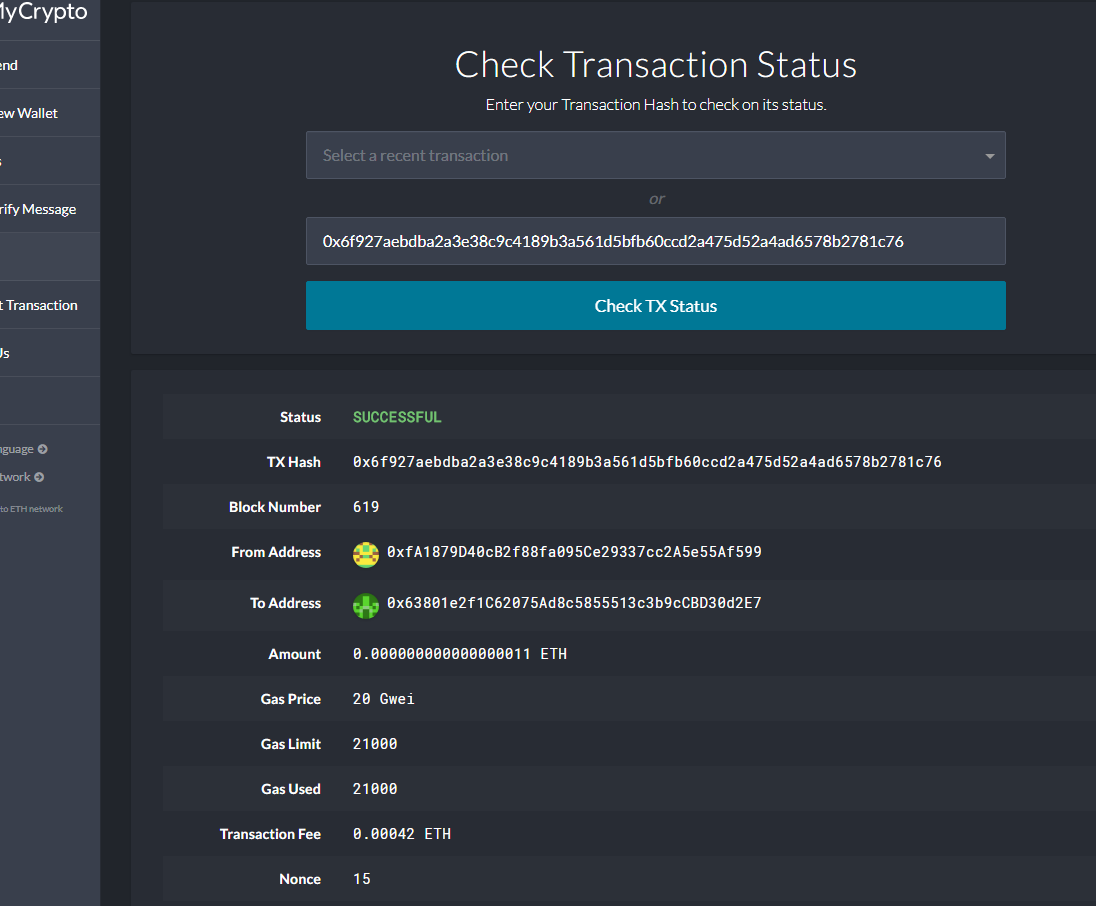 MyCrypto
end
ew Wallet
s
rify Message
t Transaction
Us
nguage
twork
to ETH network
Check Transaction Status
Enter your Transaction Hash to check on its status.
Select a recent transaction
or
0x6f927aebdba2a3e38c9c4189b3a561d5bfb60ccd2a475d52a4ad6578b2781c76
Check TX Status
Status SUCCESSFUL
TX Hash 0x6f927aebdba2a3e38c9c4189b3a561d5bfb60ccd2a475d52a4ad6578b2781c76
Block Number 619
From Address 0xfA1879D40cB2f88fa095Ce29337cc2A5e55Af599
To Address 0x63801e2f1C62075Ad8c5855513c3b9cCBD30d2E7
Amount 0.000000000000000011 ETH
Gas Price 20 Gwei
Gas Limit 21000
Gas Used 21000
Transaction Fee 0.00042 ETH
Nonce 15